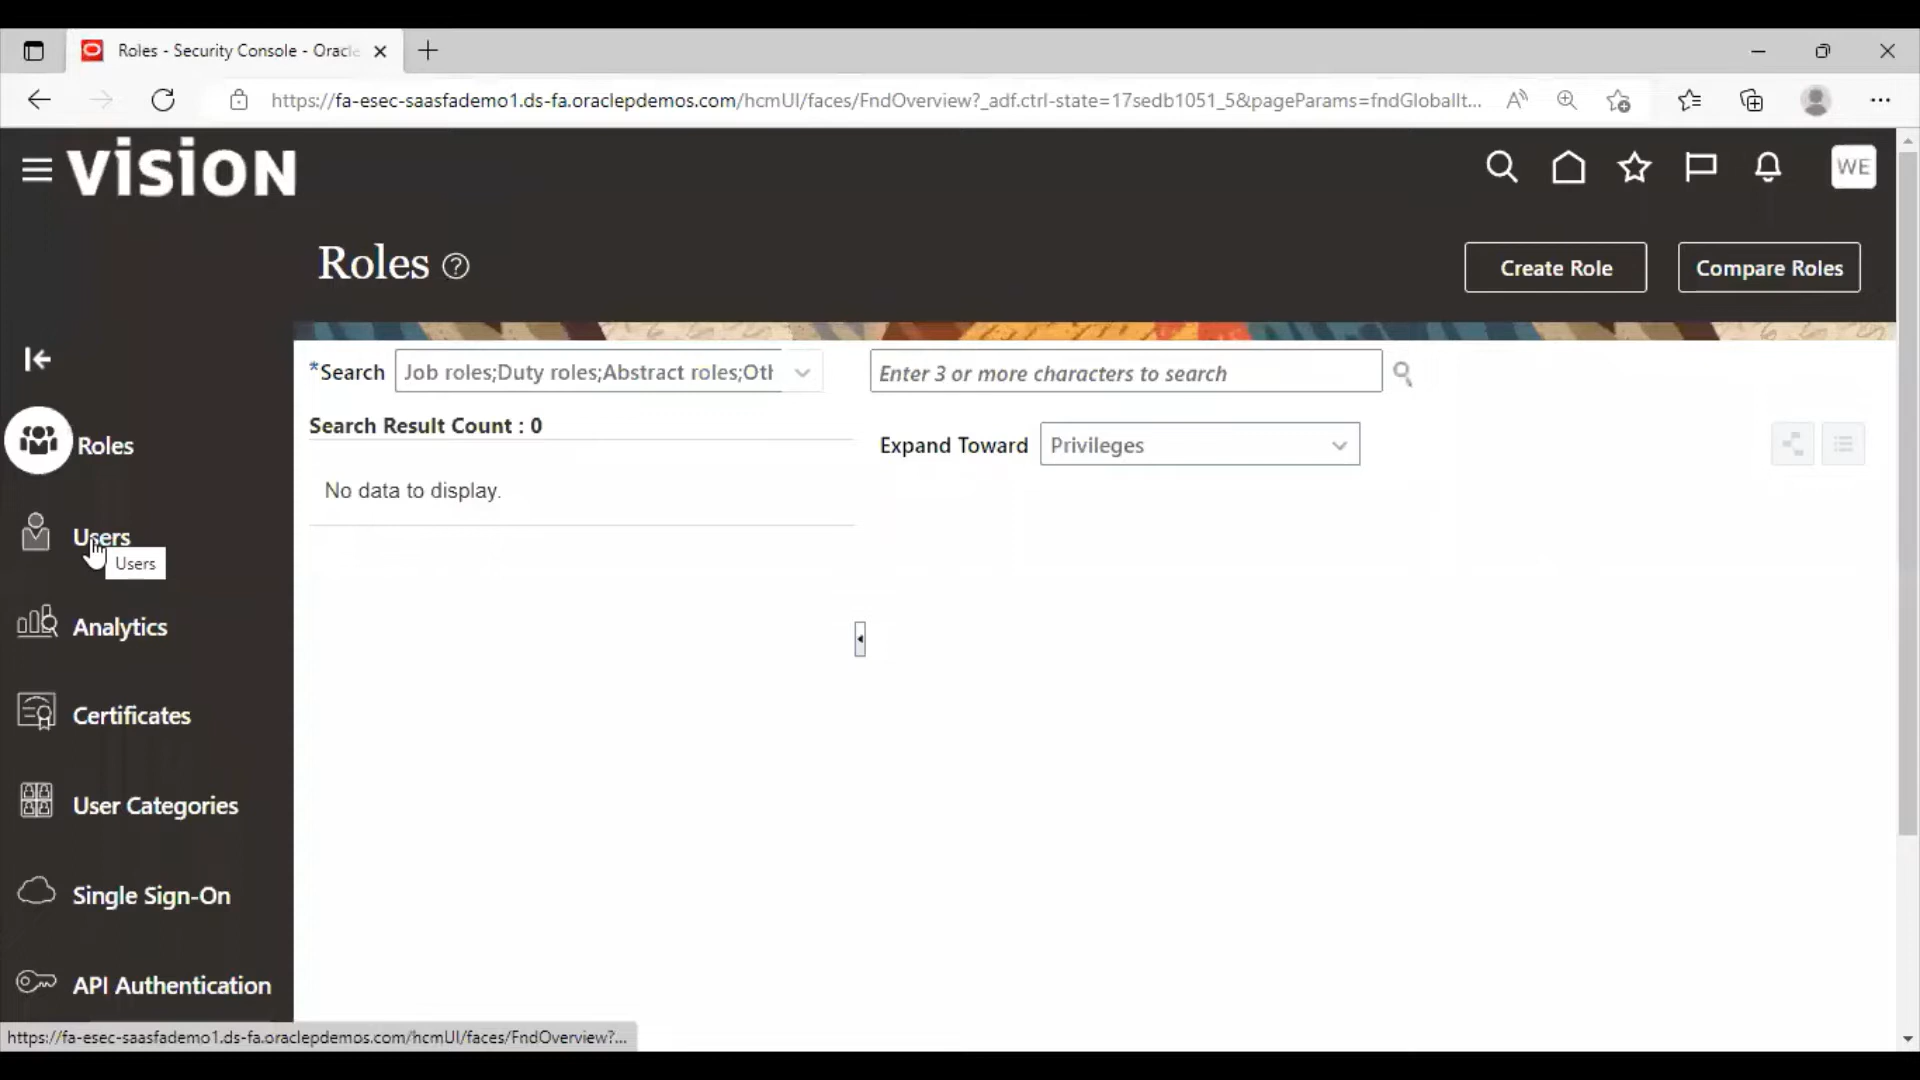 Roles - Security Console - Oracle
https://fa-esec-saasfademo1.ds-fa.oraclepdemos.com/hcmUI/faces/FndOverview?_adf.ctrl-state=17sedb1051_5&pageParams=fndGlobalIt...
VISION
WE
Roles ?
Create Role
Compare Roles
*Search
Job roles;Duty roles;Abstract roles;Oth
Enter 3 or more characters to search
Search Result Count : 0
Expand Toward
Privileges
No data to display.
Roles
Users
Users
Analytics
Certificates
User Categories
Single Sign-On
API Authentication
https://fa-esec-saasfademo1.ds-fa.oraclepdemos.com/hcmUI/faces/FndOverview?...